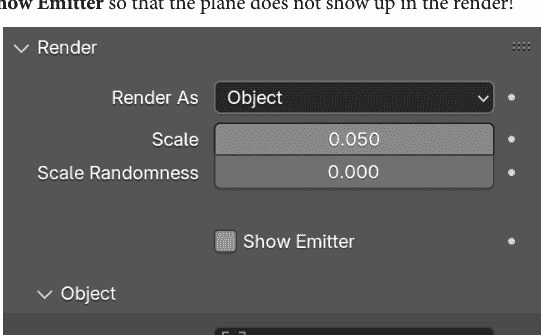 how Emitter so that the plane does not show up in the render!
Render
Render As Object
Scale 0.050
Scale Randomness 0.000
Show Emitter
Object